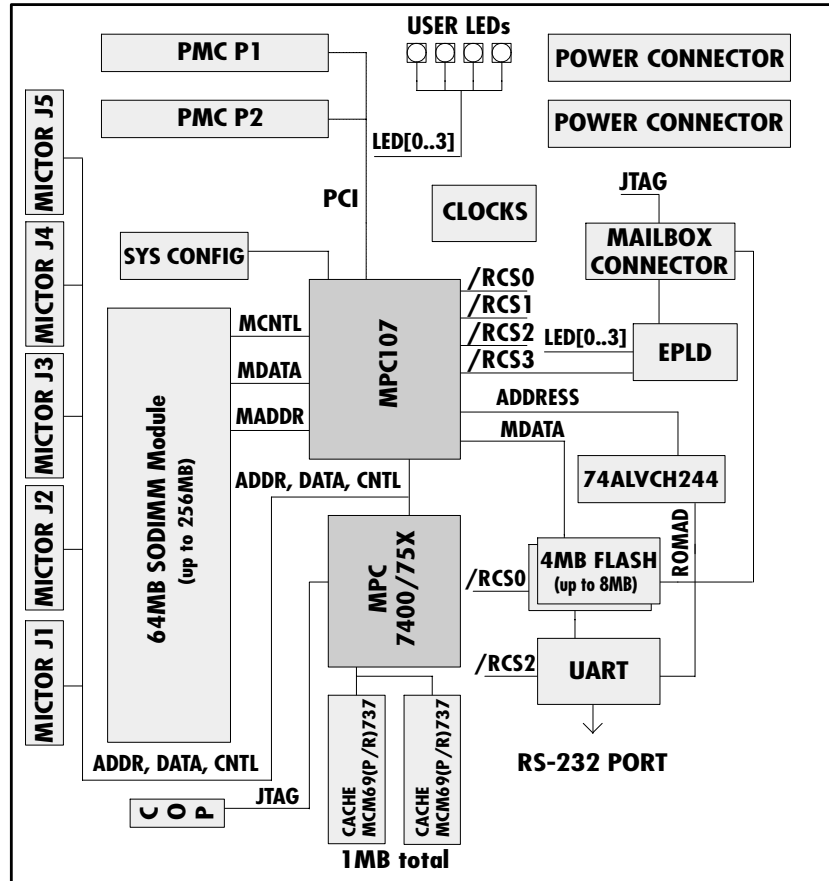 USER LEDs
PMC P1
POWER CONNECTOR
PMC P2
POWER CONNECTOR
LED[0..3]
MICTOR J5
PCI
JTAG
CLOCKS
MAILBOX
CONNECTOR
SYS CONFIG
MICTOR J4
/RCS0
/RCS1
/RCS2
/RCS3
MCNTL
MDATA
MADDR
MPC107
LED[0..3]
EPLD
MICTOR J3
64MB SODIMM Module
(up to 256MB)
ADDRESS
MDATA
74ALVCH244
ADDR, DATA, CNTL
MICTOR J2
MPC
7400/75X
ROMAD
/RCS0
4MB FLASH
(up to 8MB)
MICTOR J1
/RCS2
UART
RS-232 PORT
ADDR, DATA, CNTL
COP
JTAG
CACHE
MCM69(P/R)737
CACHE
MCM69(P/R)737
1MB total